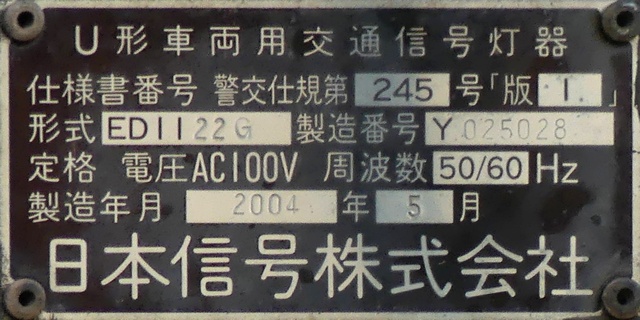 U形車両用交通信号灯器
仕様書番号 警交仕規第 245 号「版 1 」
形式 ED1122G 製造番号 Y 025028
定格 電圧AC100V 周波数 50/60 Hz
製造年月 2004 年 5 月
日本信号株式会社